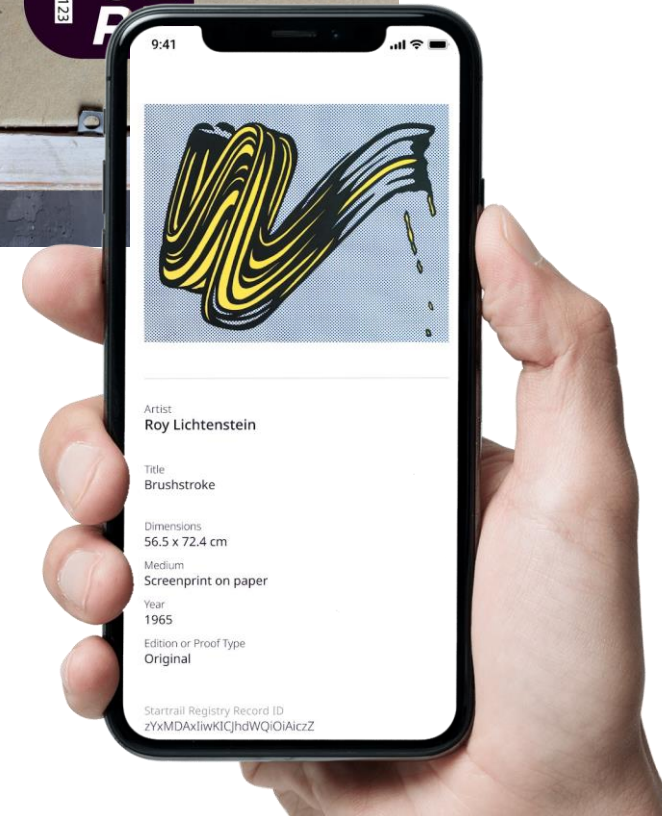 123
P
9:41
Artist
Roy Lichtenstein
Title
Brushstroke
Dimensions
56.5 x 72.4 cm
Medium
Screenprint on paper
Year
1965
Edition or Proof Type
Original
Startrail Registry Record ID
zYxMDAxIiwKICJhdWQiOiAiczZ